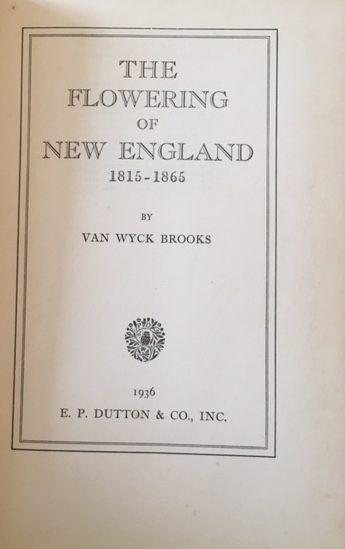 THE
FLOWERING
OF
NEW ENGLAND
1815-1865
BY
VAN WYCK BROOKS
1936
E. P. DUTTON & CO., INC.